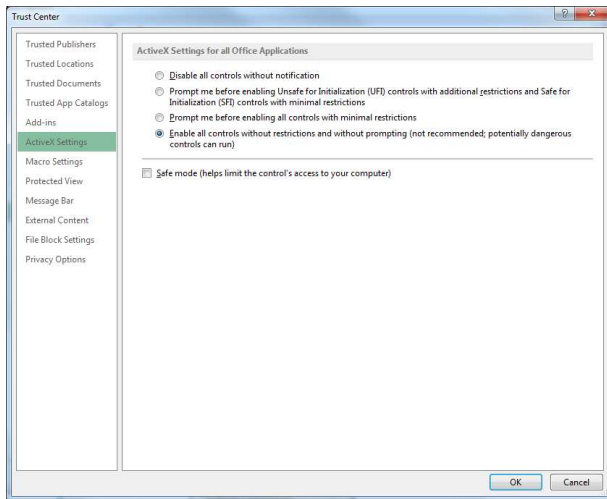 Trust Center
Trusted Publishers
Trusted Locations
Trusted Documents
Trusted App Catalogs
Add-ins
ActiveX Settings
Macro Settings
Protected View
Message Bar
External Content
File Block Settings
Privacy Options
ActiveX Settings for all Office Applications
Disable all controls without notification
Prompt me before enabling Unsafe for Initialization (UFI) controls with additional restrictions and Safe for
Initialization (SFI) controls with minimal restrictions
Prompt me before enabling all controls with minimal restrictions
Enable all controls without restrictions and without prompting (not recommended; potentially dangerous
controls can run)
Safe mode (helps limit the control's access to your computer)
OK
Cancel